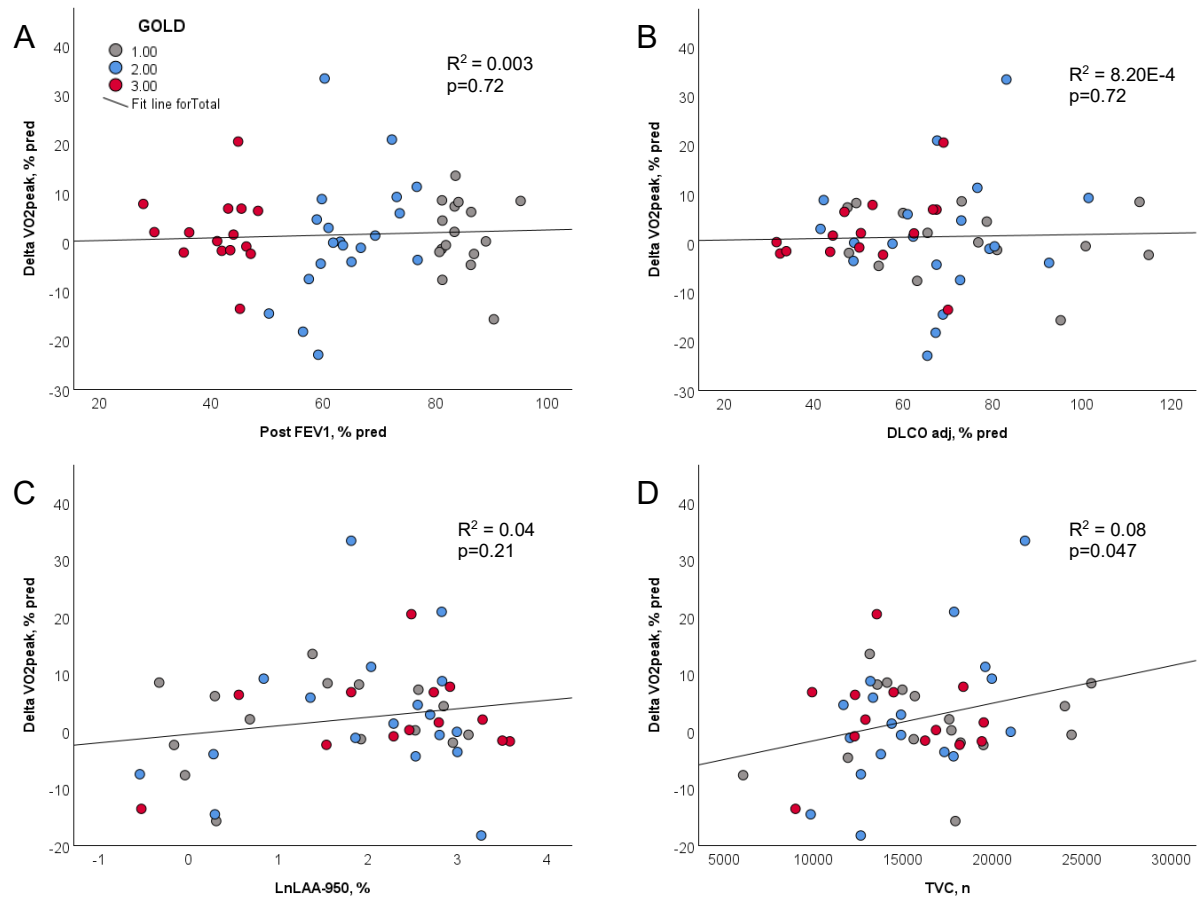 A
GOLD
1.00
2.00
3.00
Fit line forTotal
R² = 0.003
p=0.72
40
30
20
10
0
-10
-20
-30
Delta VO2peak, % pred
20 40 60 80 100
Post FEV1, % pred
B
R² = 8.20E-4
p=0.72
40
30
20
10
0
-10
-20
-30
Delta VO2peak, % pred
20 40 60 80 100 120
DLCO adj, % pred
C
R² = 0.04
p=0.21
40
30
20
10
0
-10
-20
Delta VO2peak, % pred
-1 0 1 2 3 4
LnLAA-950, %
D
R² = 0.08
p=0.047
40
30
20
10
0
-10
-20
Delta VO2peak, % pred
5000 10000 15000 20000 25000 30000
TVC, n